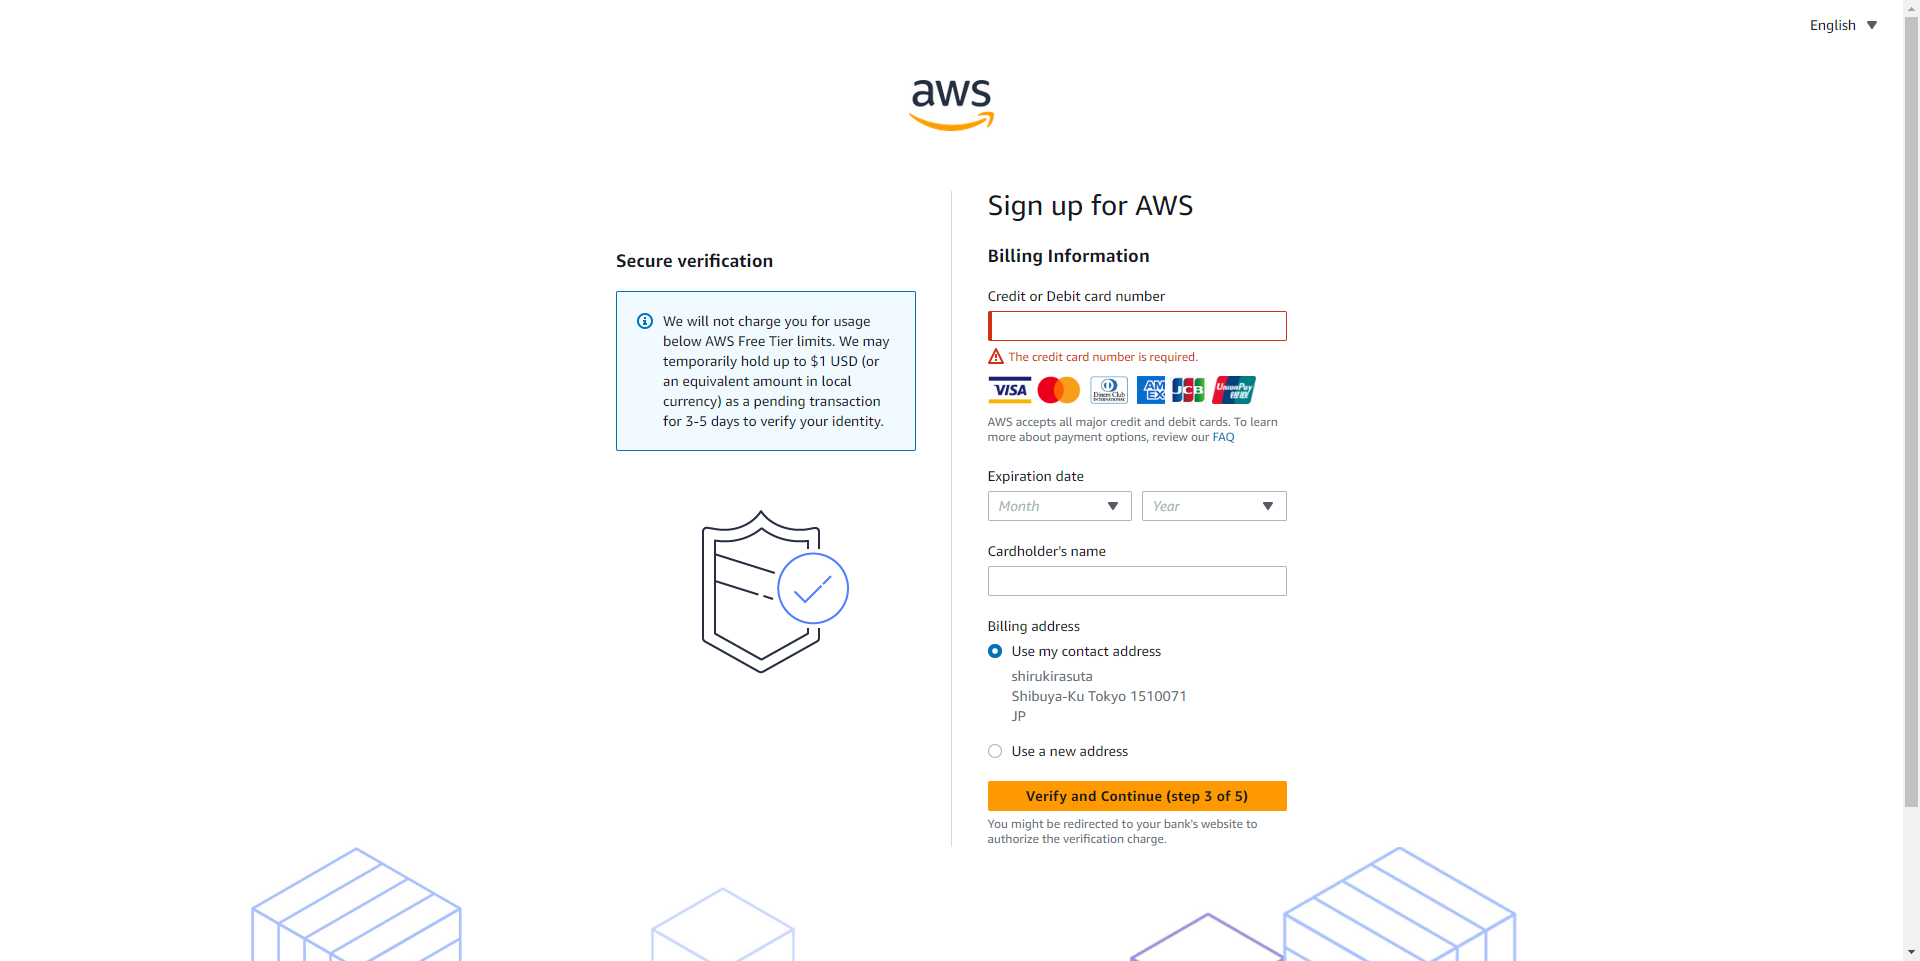 English
aws
Sign up for AWS
Secure verification
We will not charge you for usage
below AWS Free Tier limits. We may
temporarily hold up to $1 USD (or
an equivalent amount in local
currency) as a pending transaction
for 3-5 days to verify your identity.
Billing Information
Credit or Debit card number
The credit card number is required.
VISA
Diners Club
INTERNATIONAL
AM
EX
JCB
UnionPay
银联
AWS accepts all major credit and debit cards. To learn
more about payment options, review our FAQ
Expiration date
Month
Year
Cardholder's name
Billing address
Use my contact address
shirukirasuta
Shibuya-Ku Tokyo 1510071
JP
Use a new address
Verify and Continue (step 3 of 5)
You might be redirected to your bank's website to
authorize the verification charge.